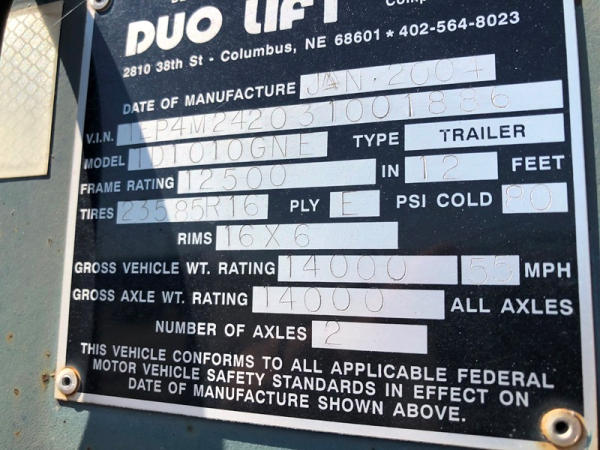 DUO LIFT
2810 38th St - Columbus, NE 68601 * 402-564-8023
DATE OF MANUFACTURE JAN. 2004
V.I.N.
MODEL TYPE TRAILER
FRAME RATING 12500 IN 12 FEET
TIRES 23585R16 PLY E PSI COLD 80
RIMS 16 X 6
GROSS VEHICLE WT. RATING 14000 55 MPH
GROSS AXLE WT. RATING 14000 ALL AXLES
NUMBER OF AXLES 2
THIS VEHICLE CONFORMS TO ALL APPLICABLE FEDERAL
MOTOR VEHICLE SAFETY STANDARDS IN EFFECT ON
DATE OF MANUFACTURE SHOWN ABOVE.